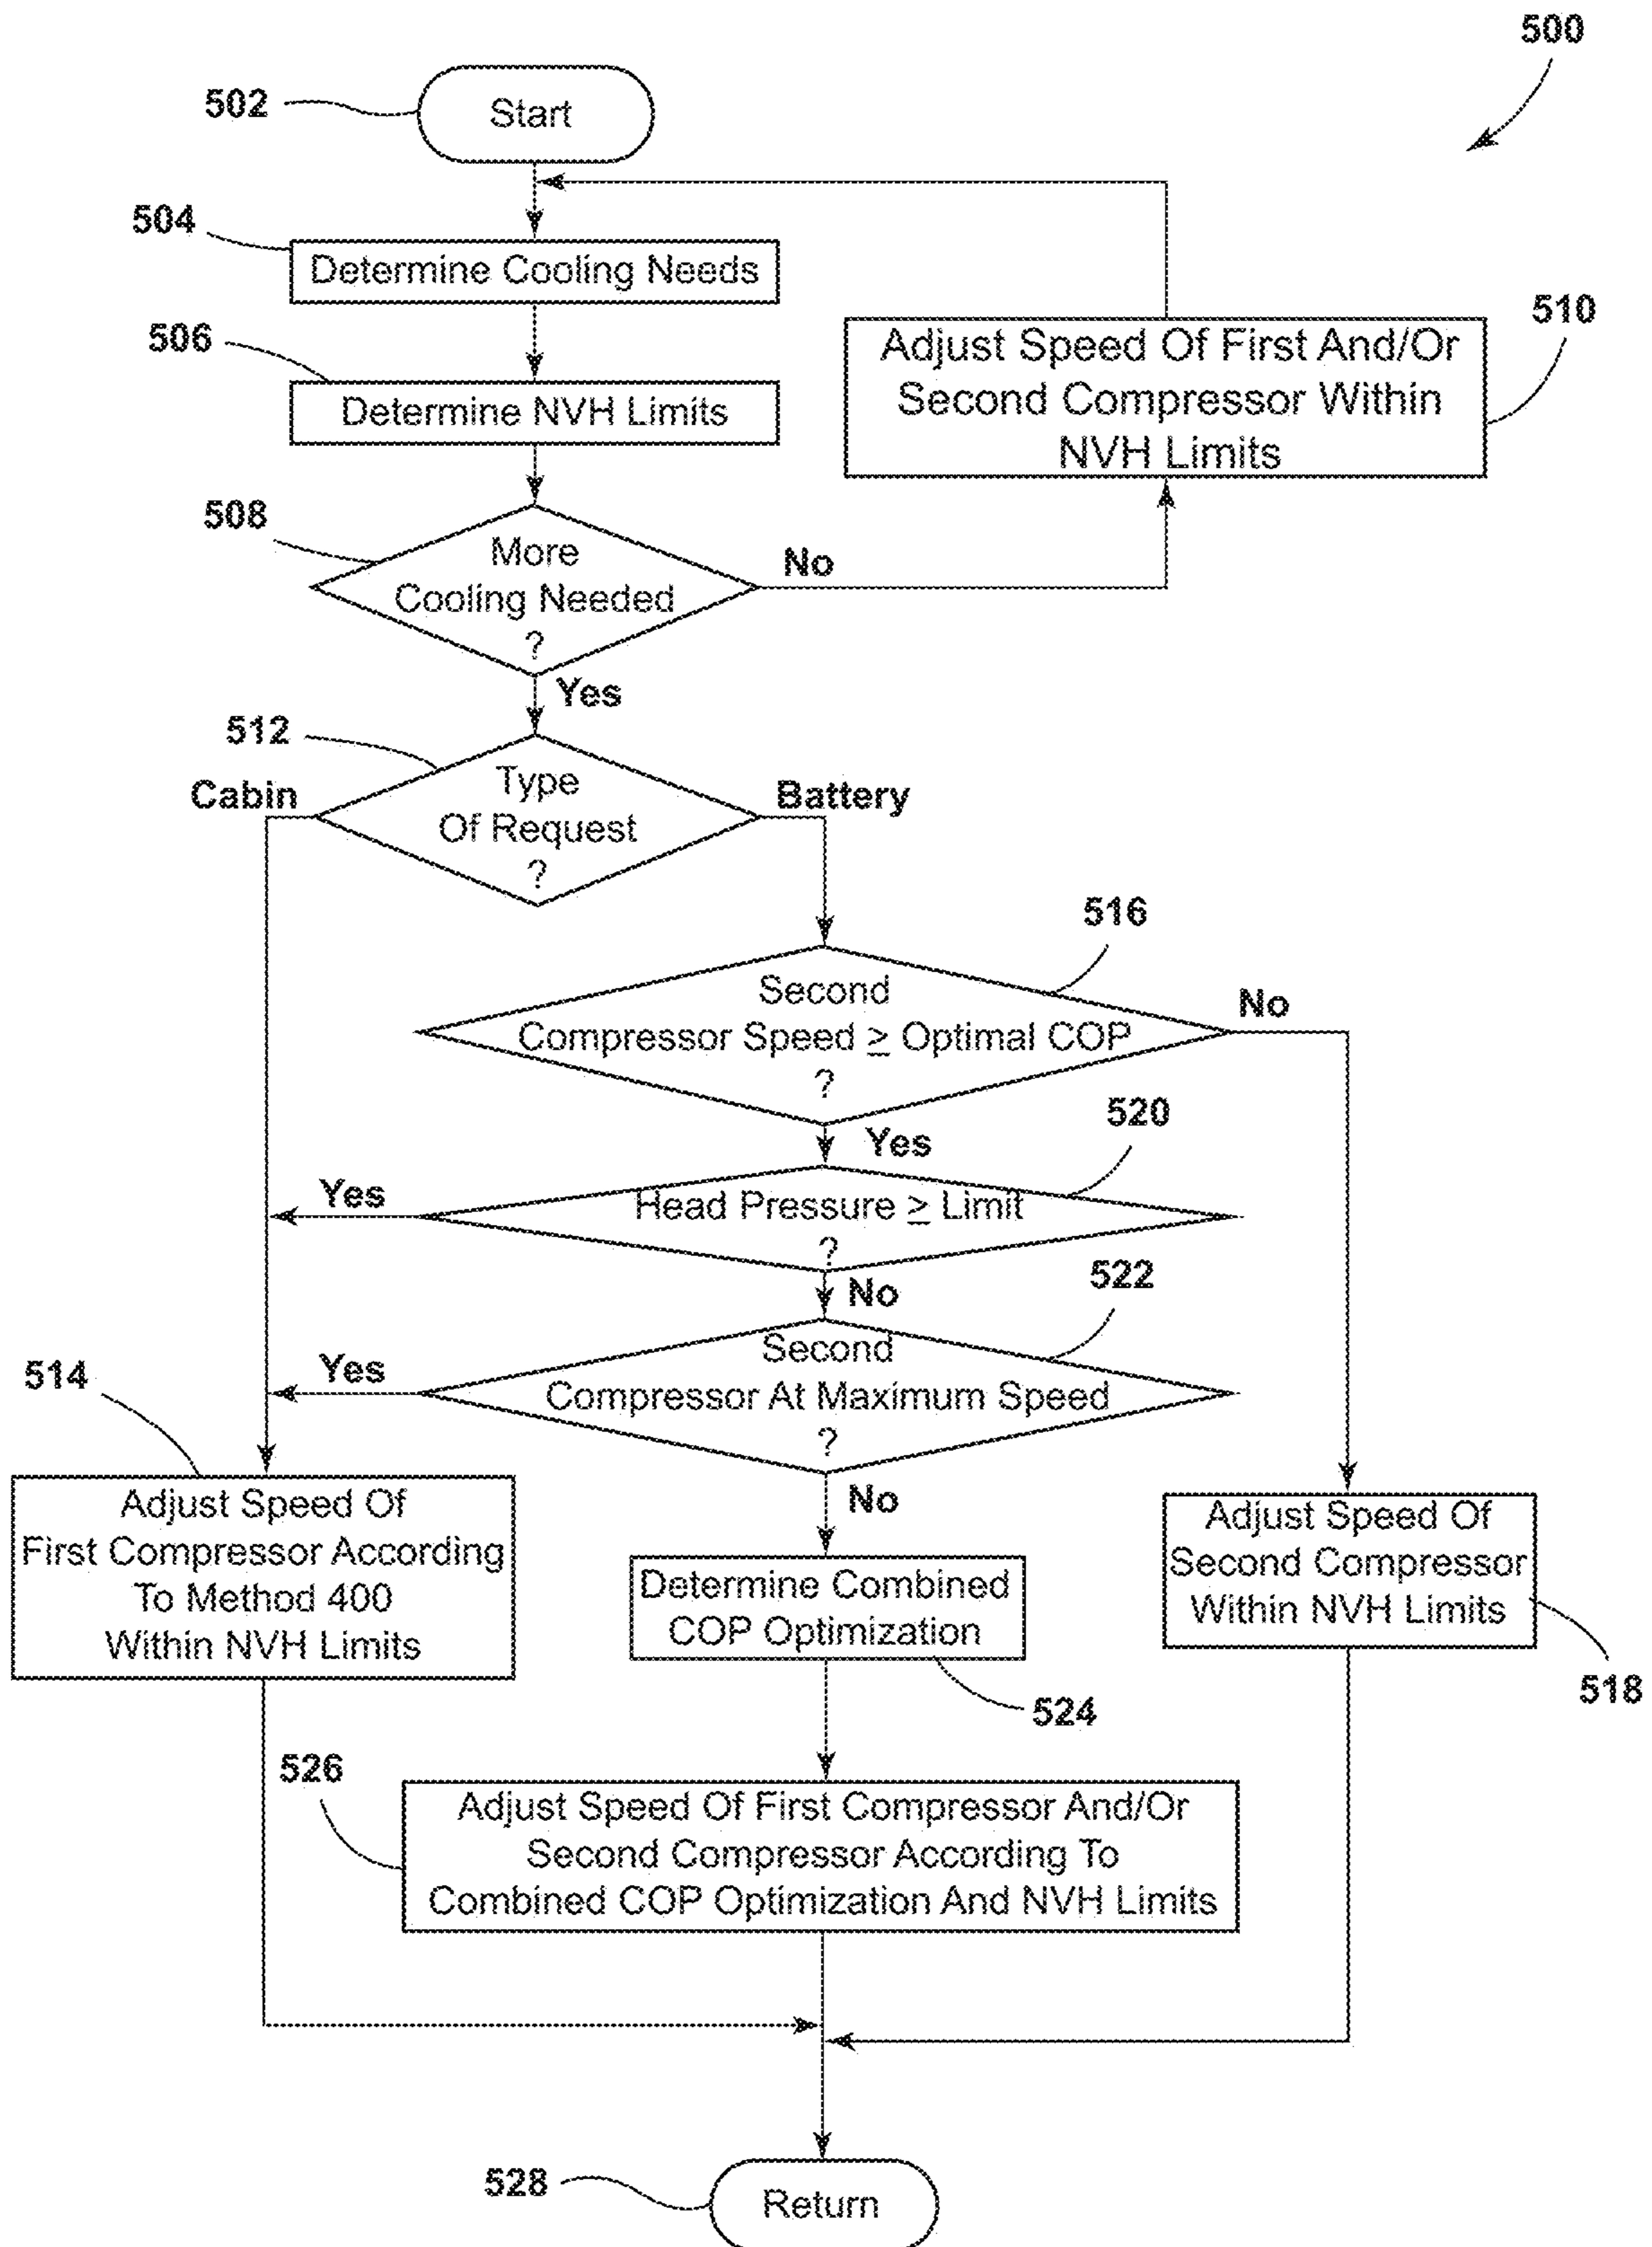 500
502
Start
504
Determine Cooling Needs
506
Determine NVH Limits
510
Adjust Speed Of First And/Or
Second Compressor Within
NVH Limits
508
More
Cooling Needed
?
No
Yes
512
Type
Of Request
?
Cabin
Battery
516
Second
Compressor Speed ≥ Optimal COP
?
No
Yes
520
Head Pressure ≥ Limit
?
Yes
No
522
Second
Compressor At Maximum Speed
?
Yes
No
514
Adjust Speed Of
First Compressor According
To Method 400
Within NVH Limits
Determine Combined
COP Optimization
524
Adjust Speed Of
Second Compressor
Within NVH Limits
518
526
Adjust Speed Of First Compressor And/Or
Second Compressor According To
Combined COP Optimization And NVH Limits
528
Return